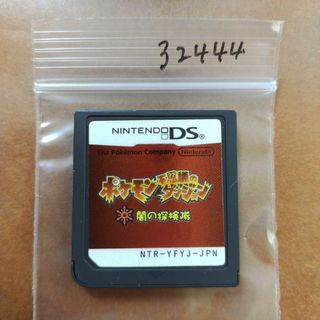 32444
NINTENDO DS
The Pokémon Company Nintendo
ポケモン不思議のダンジョン
闇の探検隊
NTR-YFYJ-JPN